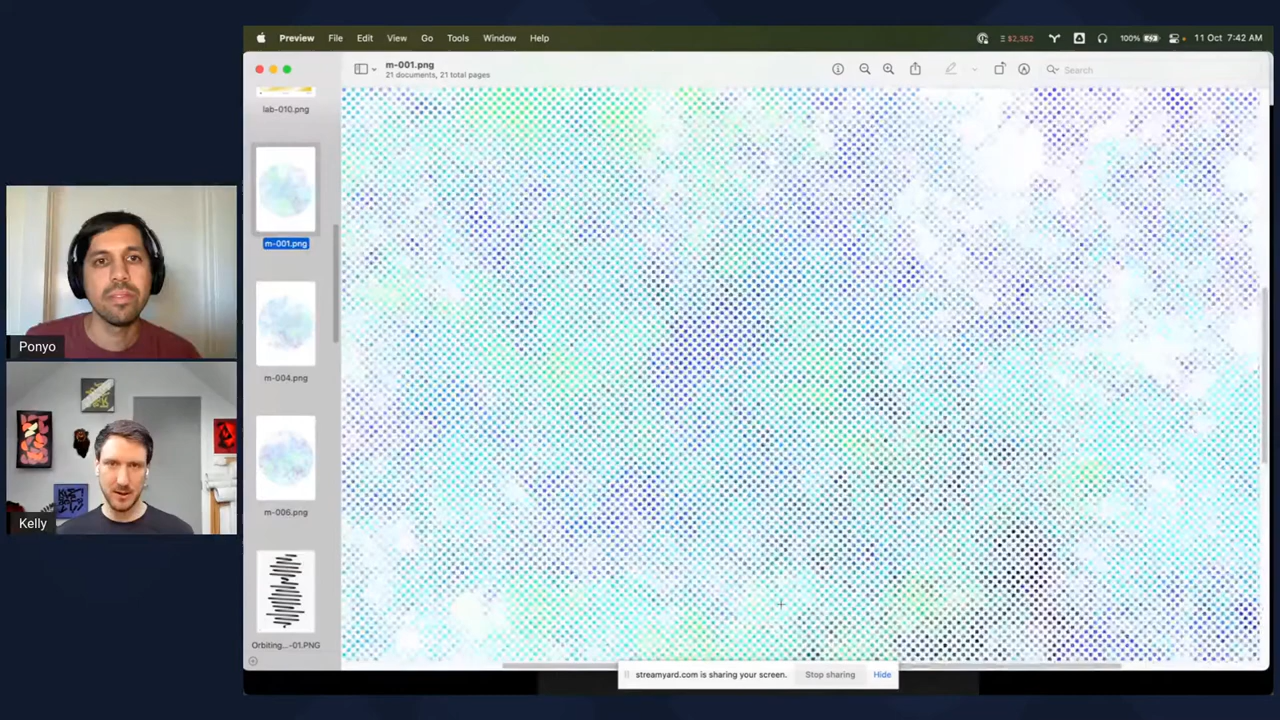 Preview File Edit View Go Tools Window Help
$2,352
100%
11 Oct 7:42 AM
m-001.png
21 documents, 21 total pages
Search
lab-010.png
m-001.png
m-004.png
m-006.png
Orbiting...-01.PNG
Ponyo
Kelly
streamyard.com is sharing your screen.
Stop sharing
Hide